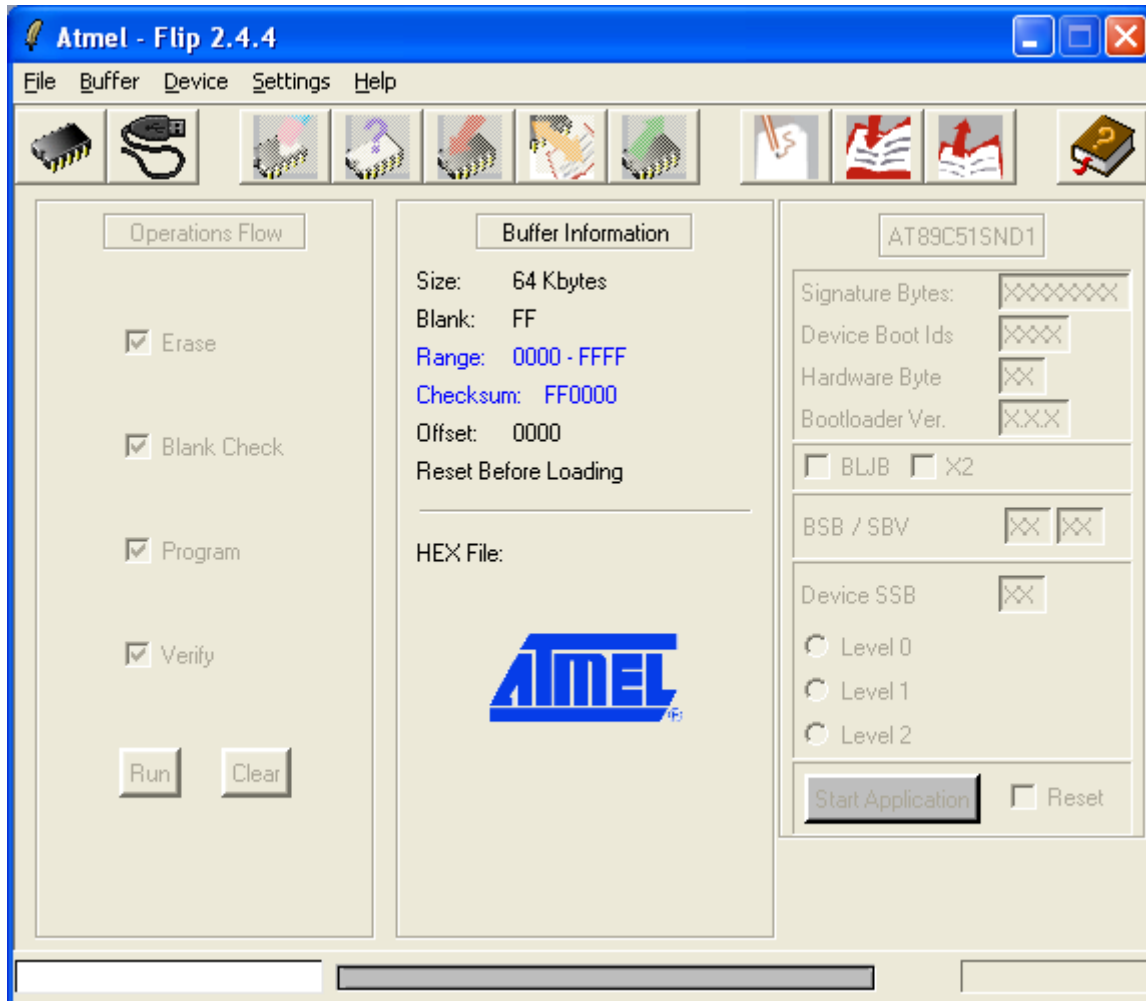 Atmel - Flip 2.4.4
File Buffer Device Settings Help
Operations Flow
Erase
Blank Check
Program
Verify
Run Clear
Buffer Information
Size: 64 Kbytes
Blank: FF
Range: 0000 - FFFF
Checksum: FF0000
Offset: 0000
Reset Before Loading
HEX File:
ATMEL ®
AT89C51SND1
Signature Bytes: XXXXXXXX
Device Boot Ids XXXX
Hardware Byte XX
Bootloader Ver. X.X.X
BLJB X2
BSB / SBV XX XX
Device SSB XX
Level 0
Level 1
Level 2
Start Application Reset